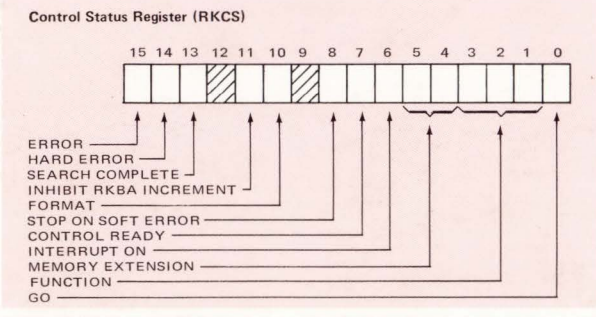 Control Status Register (RKCS)
15 14 13 12 11 10 9 8 7 6 5 4 3 2 1 0
ERROR
HARD ERROR
SEARCH COMPLETE
INHIBIT RKBA INCREMENT
FORMAT
STOP ON SOFT ERROR
CONTROL READY
INTERRUPT ON
MEMORY EXTENSION
FUNCTION
GO